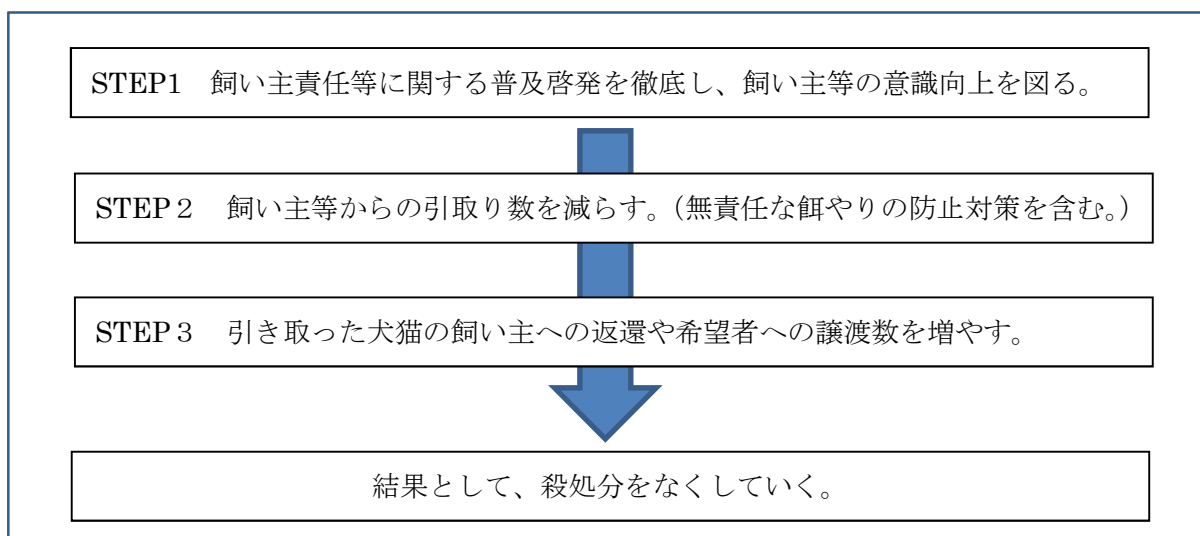 STEP1　飼い主責任等に関する普及啓発を徹底し、飼い主等の意識向上を図る。
STEP２　飼い主等からの引取り数を減らす。（無責任な餌やりの防止対策を含む。）
STEP３　引き取った犬猫の飼い主への返還や希望者への譲渡数を増やす。
結果として、殺処分をなくしていく。